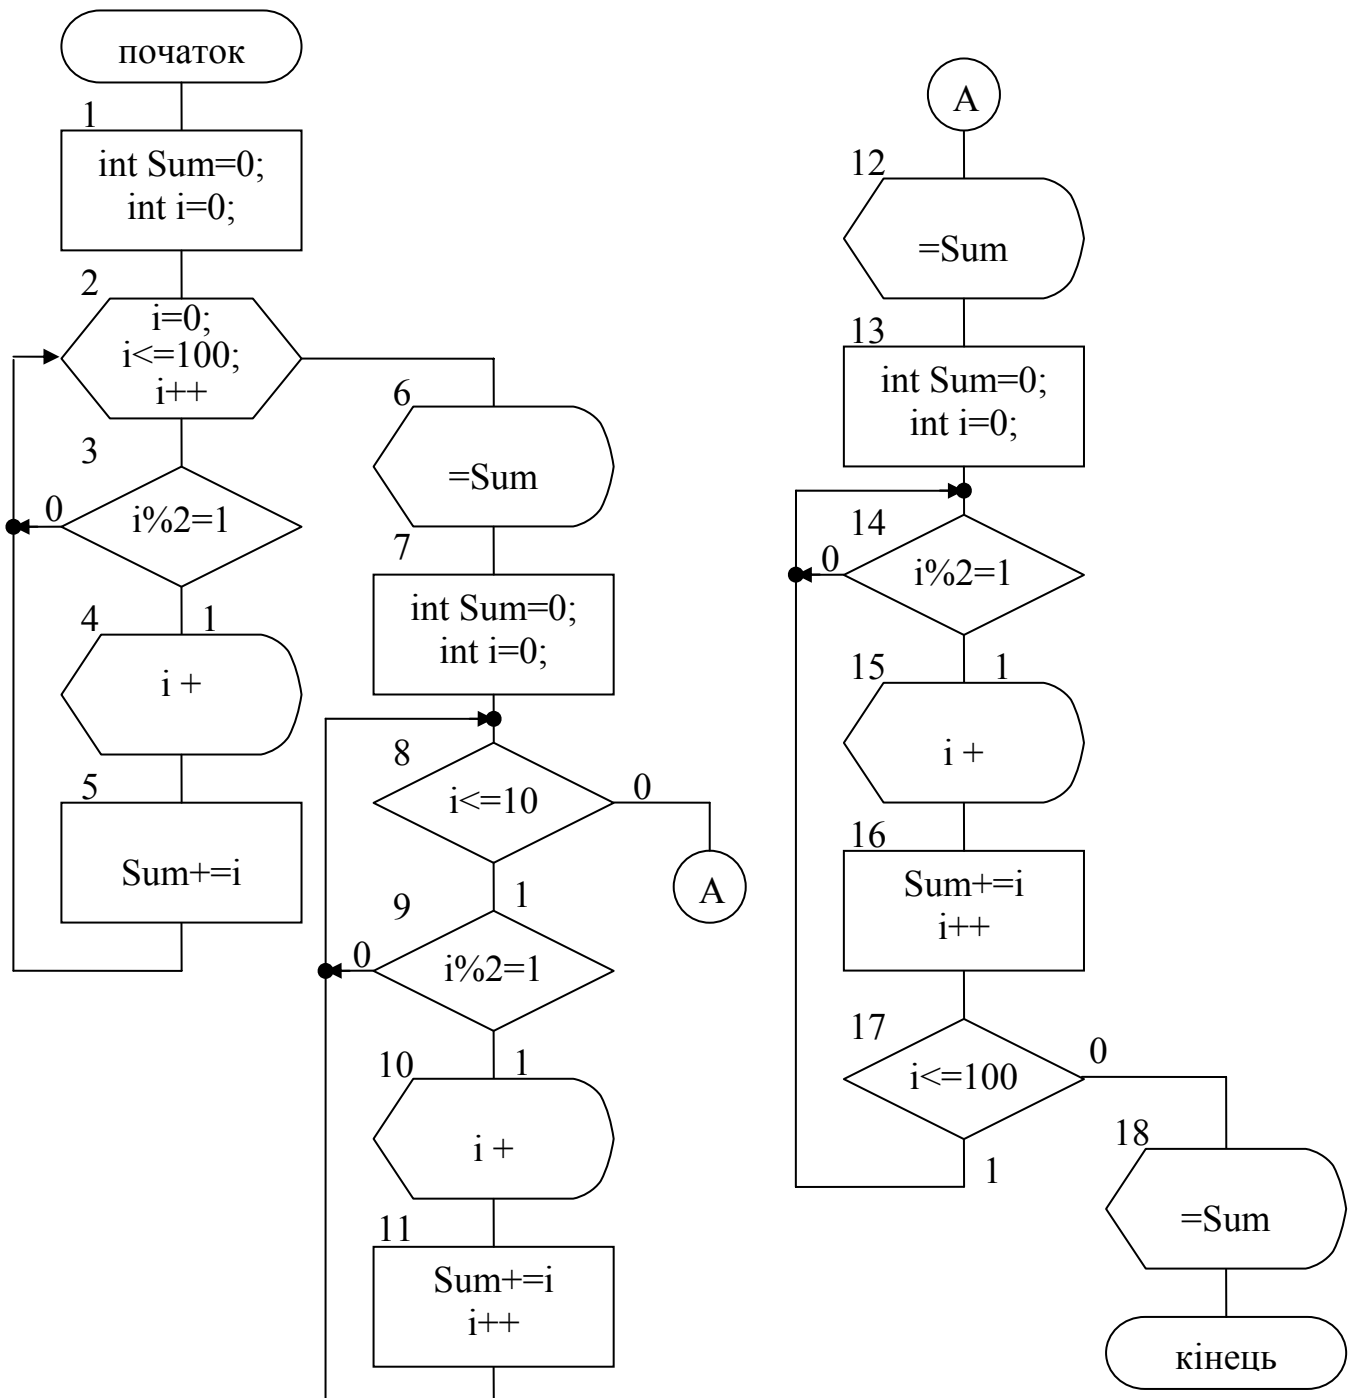 початок
1
int Sum=0;
int i=0;
2
i=0;
i<=100;
i++
3
0
i%2=1
4
1
i +
5
Sum+=i
6
=Sum
7
int Sum=0;
int i=0;
8
i<=10
0
A
1
9
0
i%2=1
10
1
i +
11
Sum+=i
i++
A
12
=Sum
13
int Sum=0;
int i=0;
14
0
i%2=1
15
1
i +
16
Sum+=i
i++
17
i<=100
0
1
18
=Sum
кінець